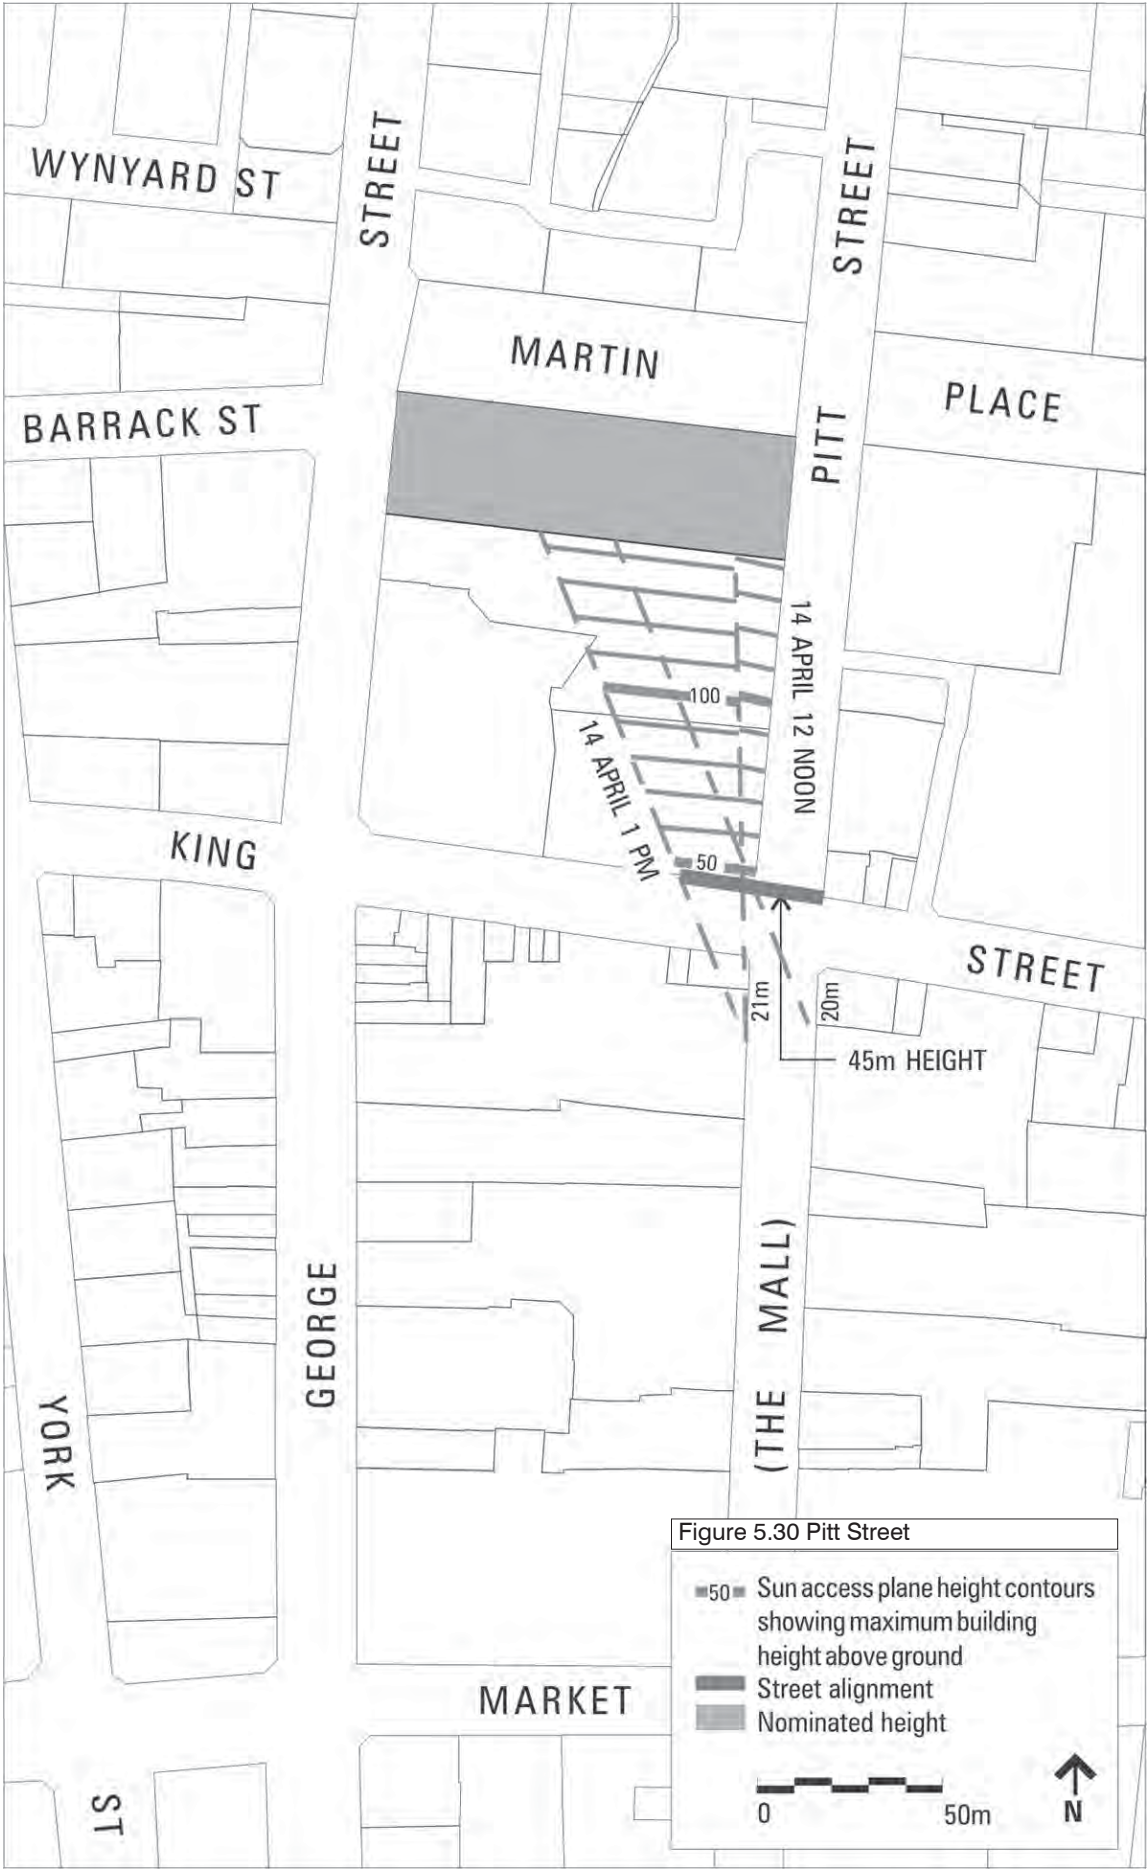 WYNYARD ST
STREET
STREET
MARTIN
PLACE
BARRACK ST
PITT
14 APRIL 12 NOON
100
14 APRIL 1 PM
KING
50
STREET
21m
20m
45m HEIGHT
(THE MALL)
GEORGE
YORK
Figure 5.30 Pitt Street
50 Sun access plane height contours
showing maximum building
height above ground
Street alignment
MARKET
Nominated height
0 50m
N
ST